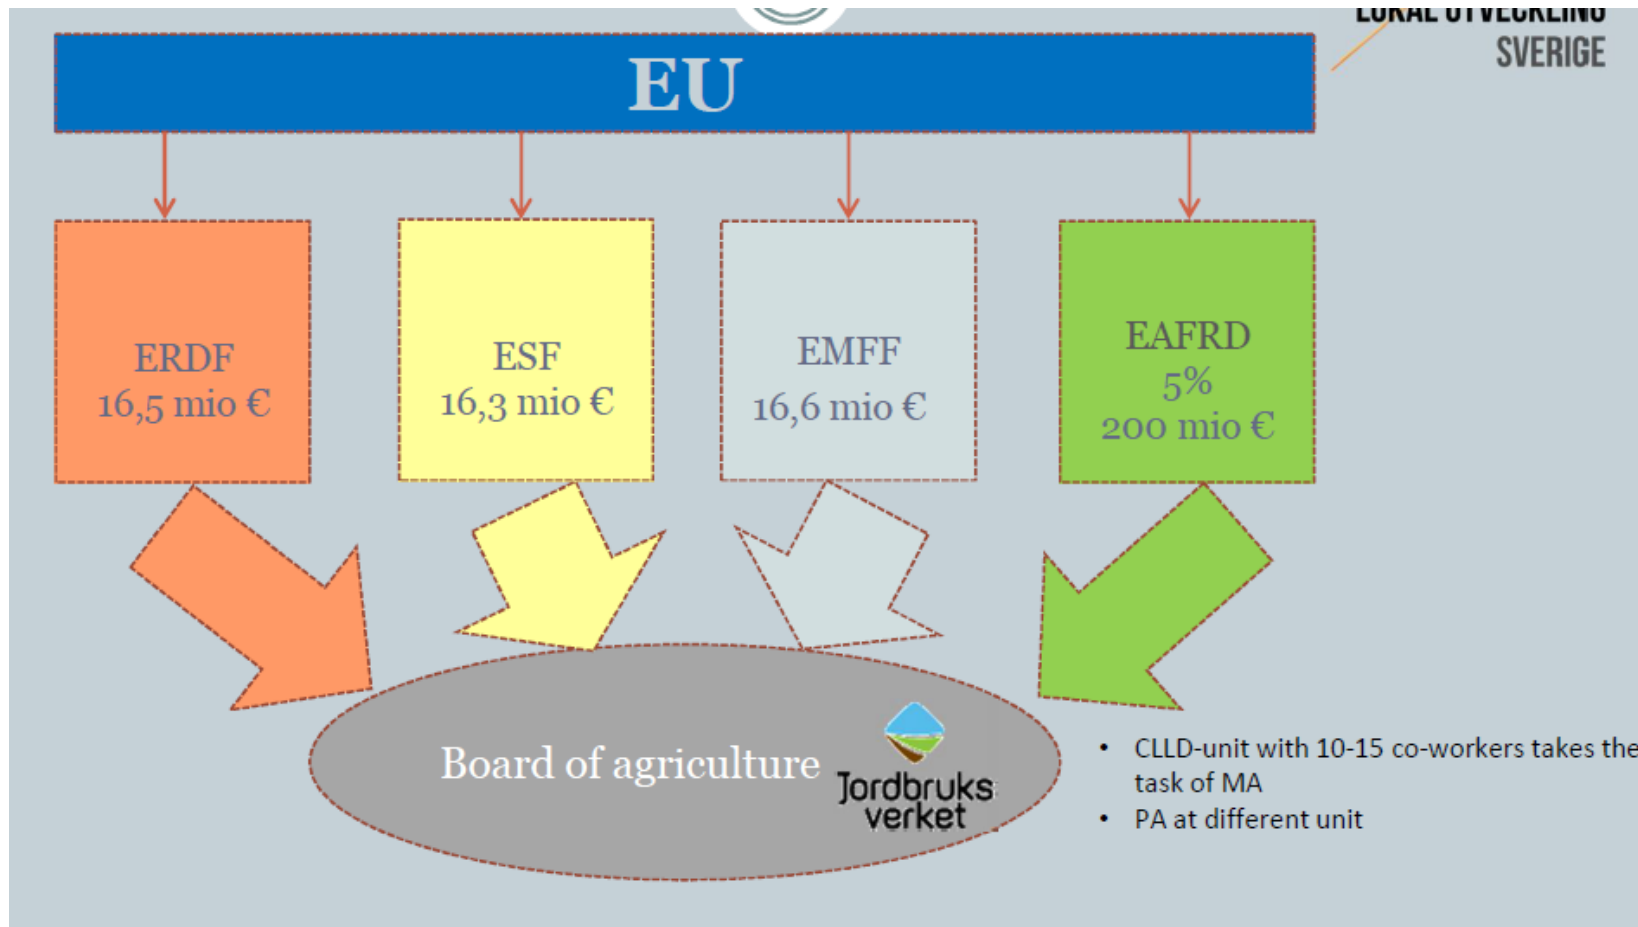 LOKAL UTVECKLING
SVERIGE
EU
ERDF
16,5 mio €
ESF
16,3 mio €
EMFF
16,6 mio €
EAFRD
5%
200 mio €
Board of agriculture
Jordbruks
verket
• CLLD-unit with 10-15 co-workers takes the
task of MA
• PA at different unit